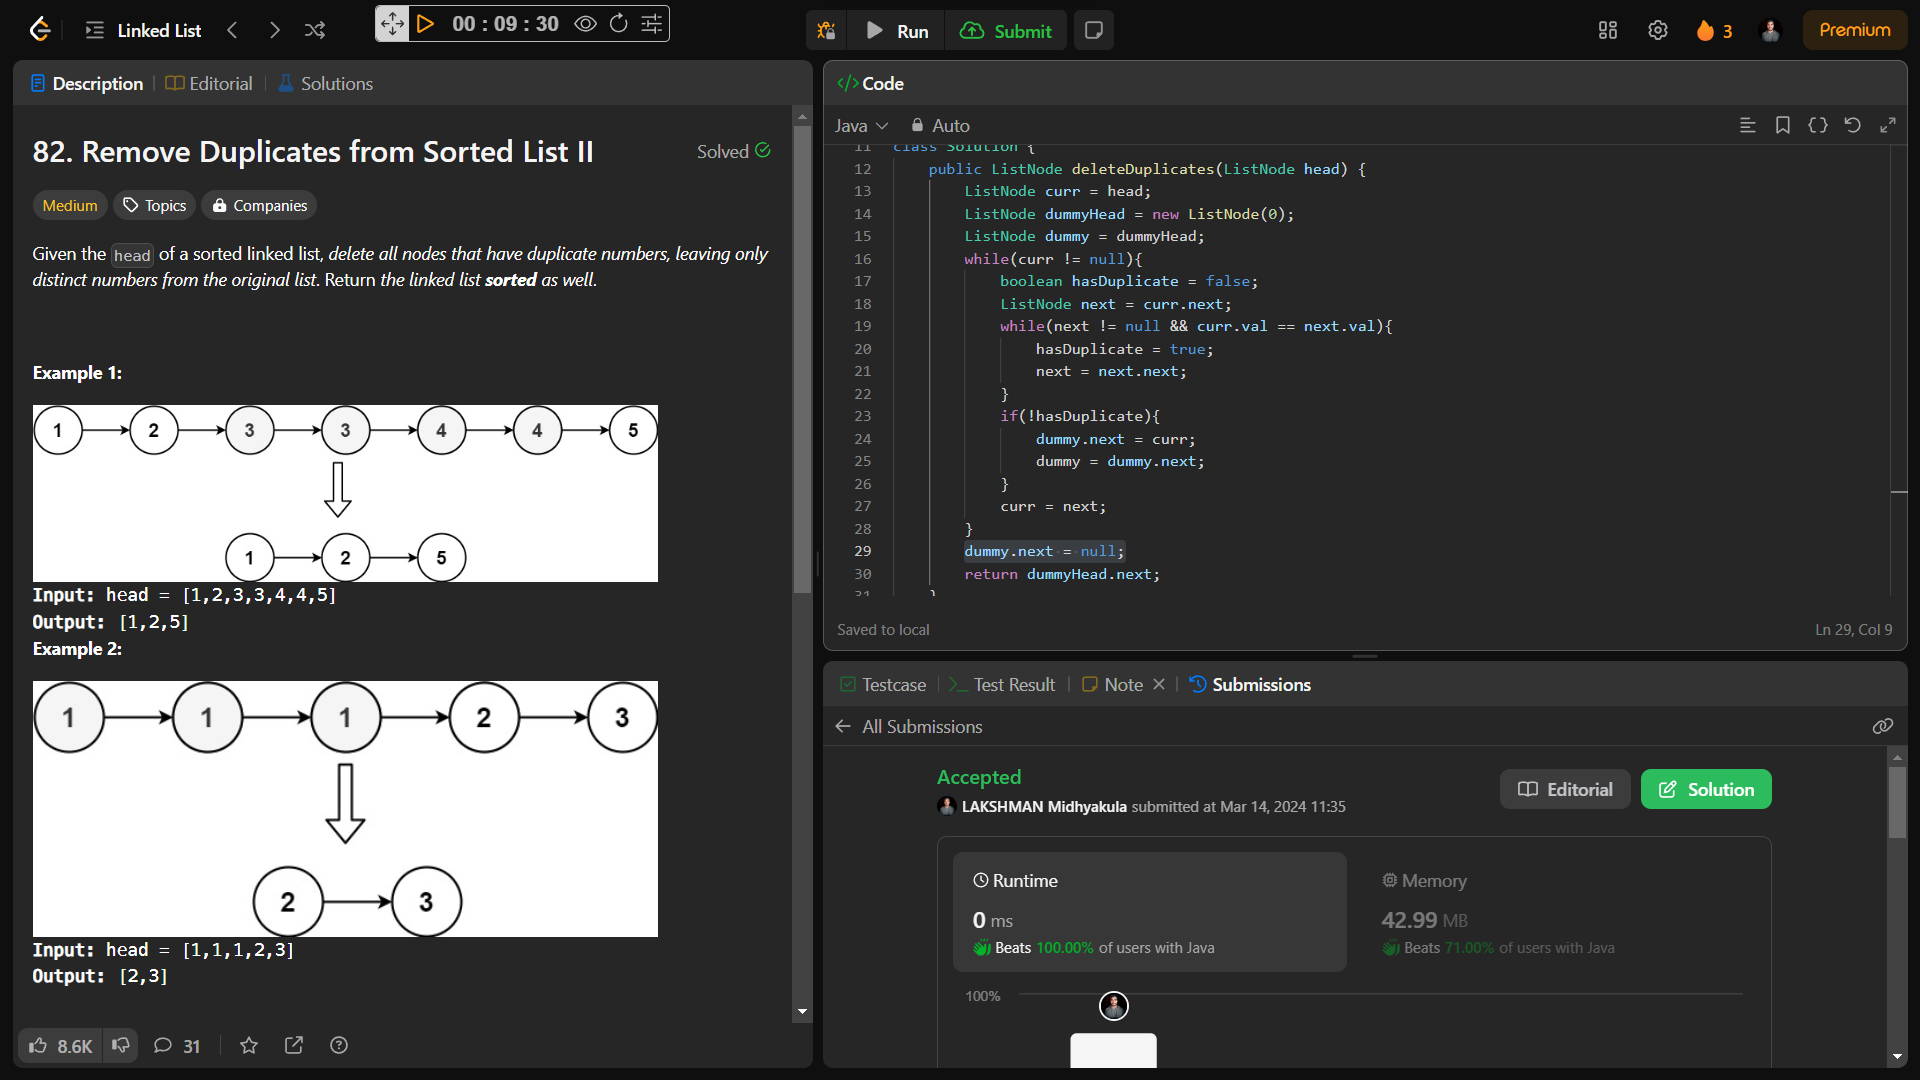 Linked List
00 : 09 : 30
Run
Submit
3
Premium
Description
Editorial
Solutions
82. Remove Duplicates from Sorted List II
Solved
Medium
Topics
Companies
Given the head of a sorted linked list, delete all nodes that have duplicate numbers, leaving only
distinct numbers from the original list. Return the linked list sorted as well.
Example 1:
1 2 3 3 4 4 5
1 2 5
Input: head = [1,2,3,3,4,4,5]
Output: [1,2,5]
Example 2:
1 1 1 2 3
2 3
Input: head = [1,1,1,2,3]
Output: [2,3]
8.6K
31
</> Code
Java
Auto
11 class Solution {
12 public ListNode deleteDuplicates(ListNode head) {
13 ListNode curr = head;
14 ListNode dummyHead = new ListNode(0);
15 ListNode dummy = dummyHead;
16 while(curr != null){
17 boolean hasDuplicate = false;
18 ListNode next = curr.next;
19 while(next != null && curr.val == next.val){
20 hasDuplicate = true;
21 next = next.next;
22 }
23 if(!hasDuplicate){
24 dummy.next = curr;
25 dummy = dummy.next;
26 }
27 curr = next;
28 }
29 dummy.next = null;
30 return dummyHead.next;
31 }
Saved to local
Ln 29, Col 9
Testcase
Test Result
Note
Submissions
All Submissions
Accepted
LAKSHMAN Midhyakula submitted at Mar 14, 2024 11:35
Editorial
Solution
Runtime
0 ms
Beats 100.00% of users with Java
Memory
42.99 MB
Beats 71.00% of users with Java
100%